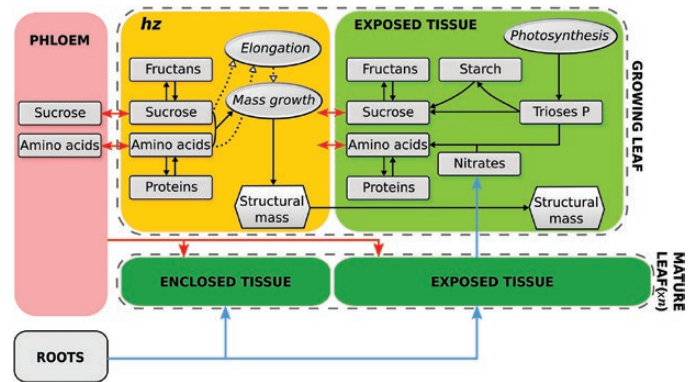 PHLOEM
Sucrose
Amino acids
hz
Elongation
Fructans
Mass growth
Sucrose
Amino acids
Proteins
Structural
mass
EXPOSED TISSUE
Photosynthesis
Fructans
Starch
Sucrose
Trioses P
Amino acids
Nitrates
Proteins
Structural
mass
GROWING LEAF
ENCLOSED TISSUE
EXPOSED TISSUE
MATURE
LEAF(xn)
ROOTS